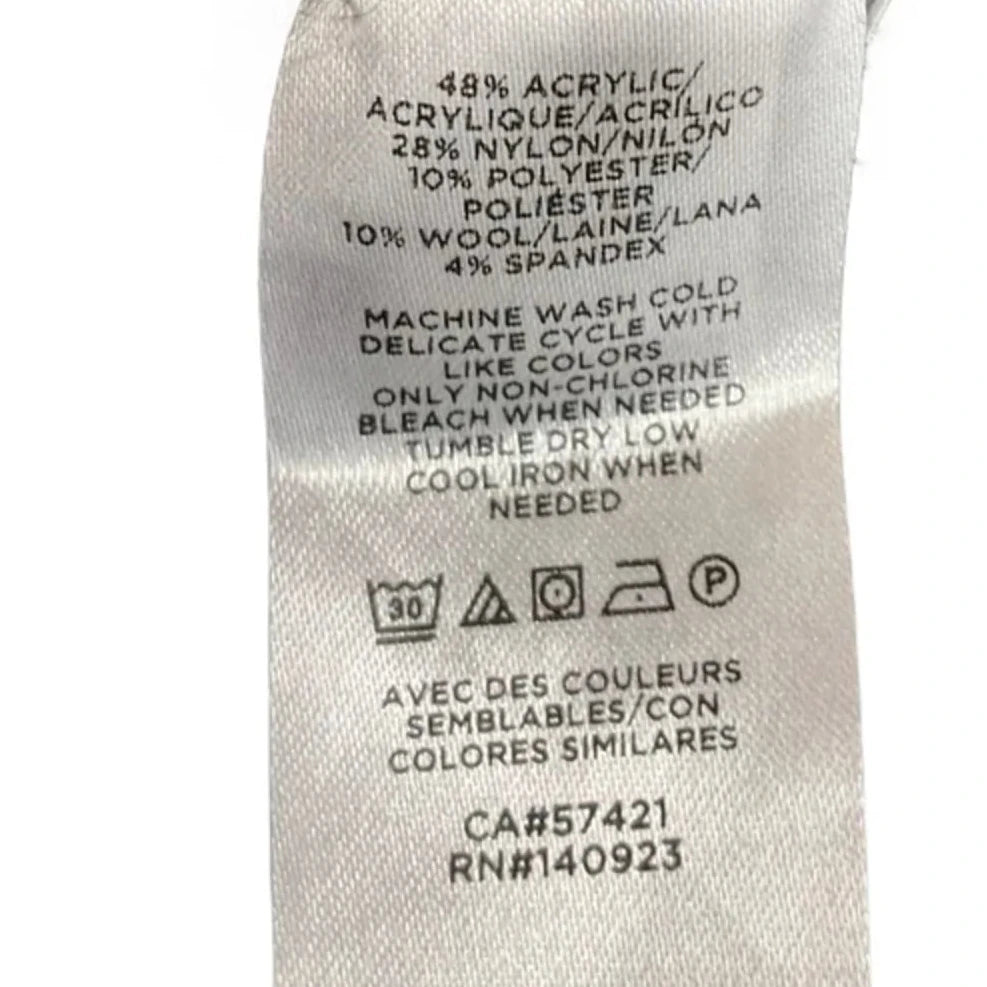 48% ACRYLIC/
ACRYLIQUE/ACRÍLICO
28% NYLON/NILÓN
10% POLYESTER/
POLIÉSTER
10% WOOL/LAINE/LANA
4% SPANDEX
MACHINE WASH COLD
DELICATE CYCLE WITH
LIKE COLORS
ONLY NON-CHLORINE
BLEACH WHEN NEEDED
TUMBLE DRY LOW
COOL IRON WHEN
NEEDED
30 P
AVEC DES COULEURS
SEMBLABLES/CON
COLORES SIMILARES
CA#57421
RN#140923